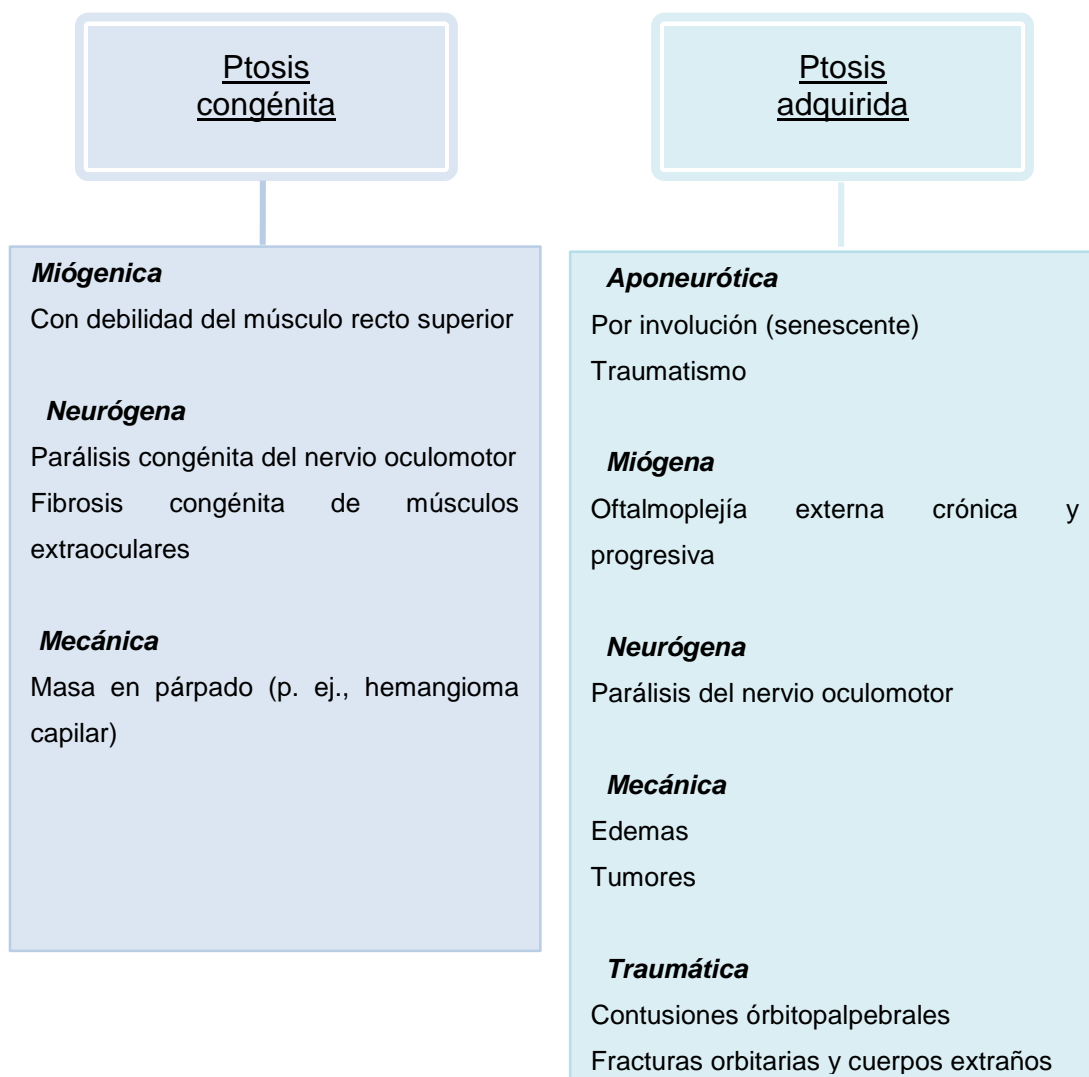 Ptosis
congénita
Miógenica
Con debilidad del músculo recto superior
Neurógena
Parálisis congénita del nervio oculomotor
Fibrosis congénita de músculos
extraoculares
Mecánica
Masa en párpado (p. ej., hemangioma
capilar)
Ptosis
adquirida
Aponeurótica
Por involución (senescente)
Traumatismo
Miógena
Oftalmoplejía externa crónica y
progresiva
Neurógena
Parálisis del nervio oculomotor
Mecánica
Edemas
Tumores
Traumática
Contusiones órbitopalpebrales
Fracturas orbitarias y cuerpos extraños